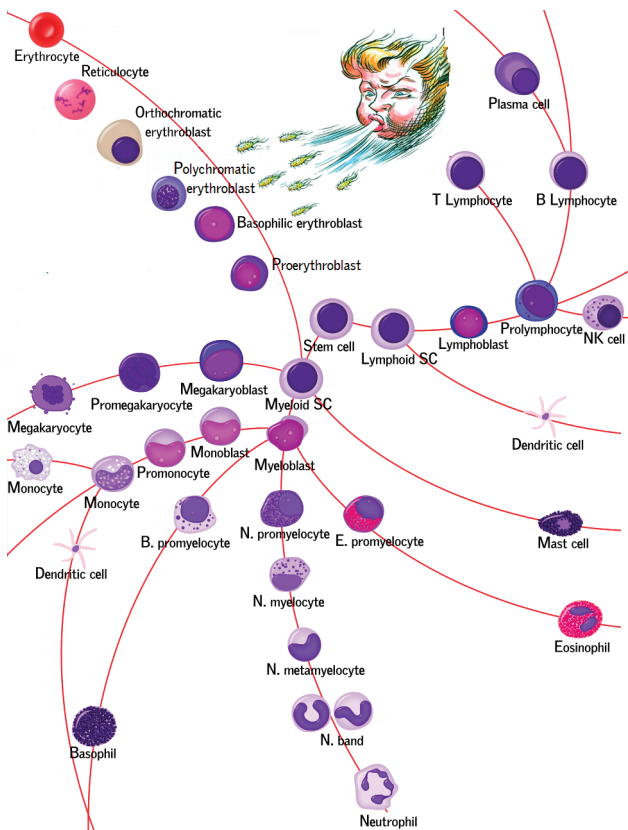 Erythrocyte
Reticulocyte
Orthochromatic
erythroblast
Polychromatic
erythroblast
Basophilic erythroblast
Proerythroblast
Plasma cell
T Lymphocyte
B Lymphocyte
Stem cell
Lymphoid SC
Lymphoblast
Prolymphocyte
NK cell
Megakaryocyte
Promegakaryocyte
Megakaryoblast
Myeloid SC
Dendritic cell
Monocyte
Monocyte
Promonocyte
Monoblast
Myeloblast
Dendritic cell
B. promyelocyte
N. promyelocyte
E. promyelocyte
Mast cell
N. myelocyte
Eosinophil
N. metamyelocyte
Basophil
N. band
Neutrophil